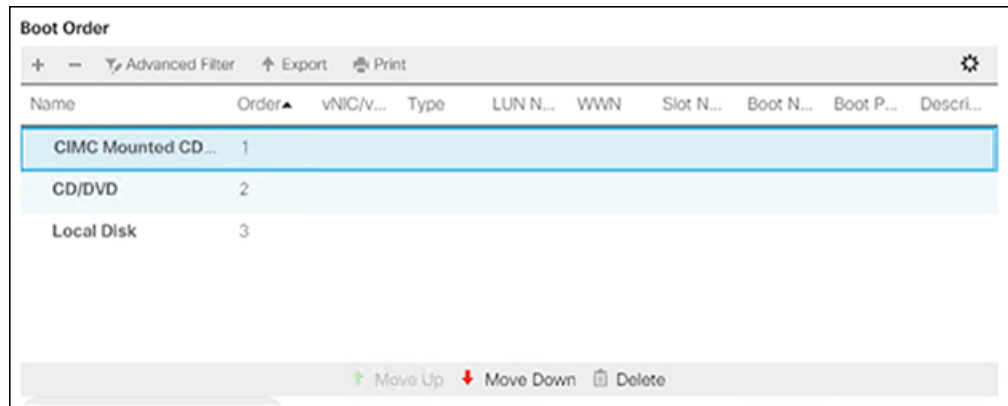 Boot Order
+ − Advanced Filter Export Print
Name Order▲ vNIC/v... Type LUN N... WWN Slot N... Boot N... Boot P... Descri...
CIMC Mounted CD... 1
CD/DVD 2
Local Disk 3
Move Up Move Down Delete